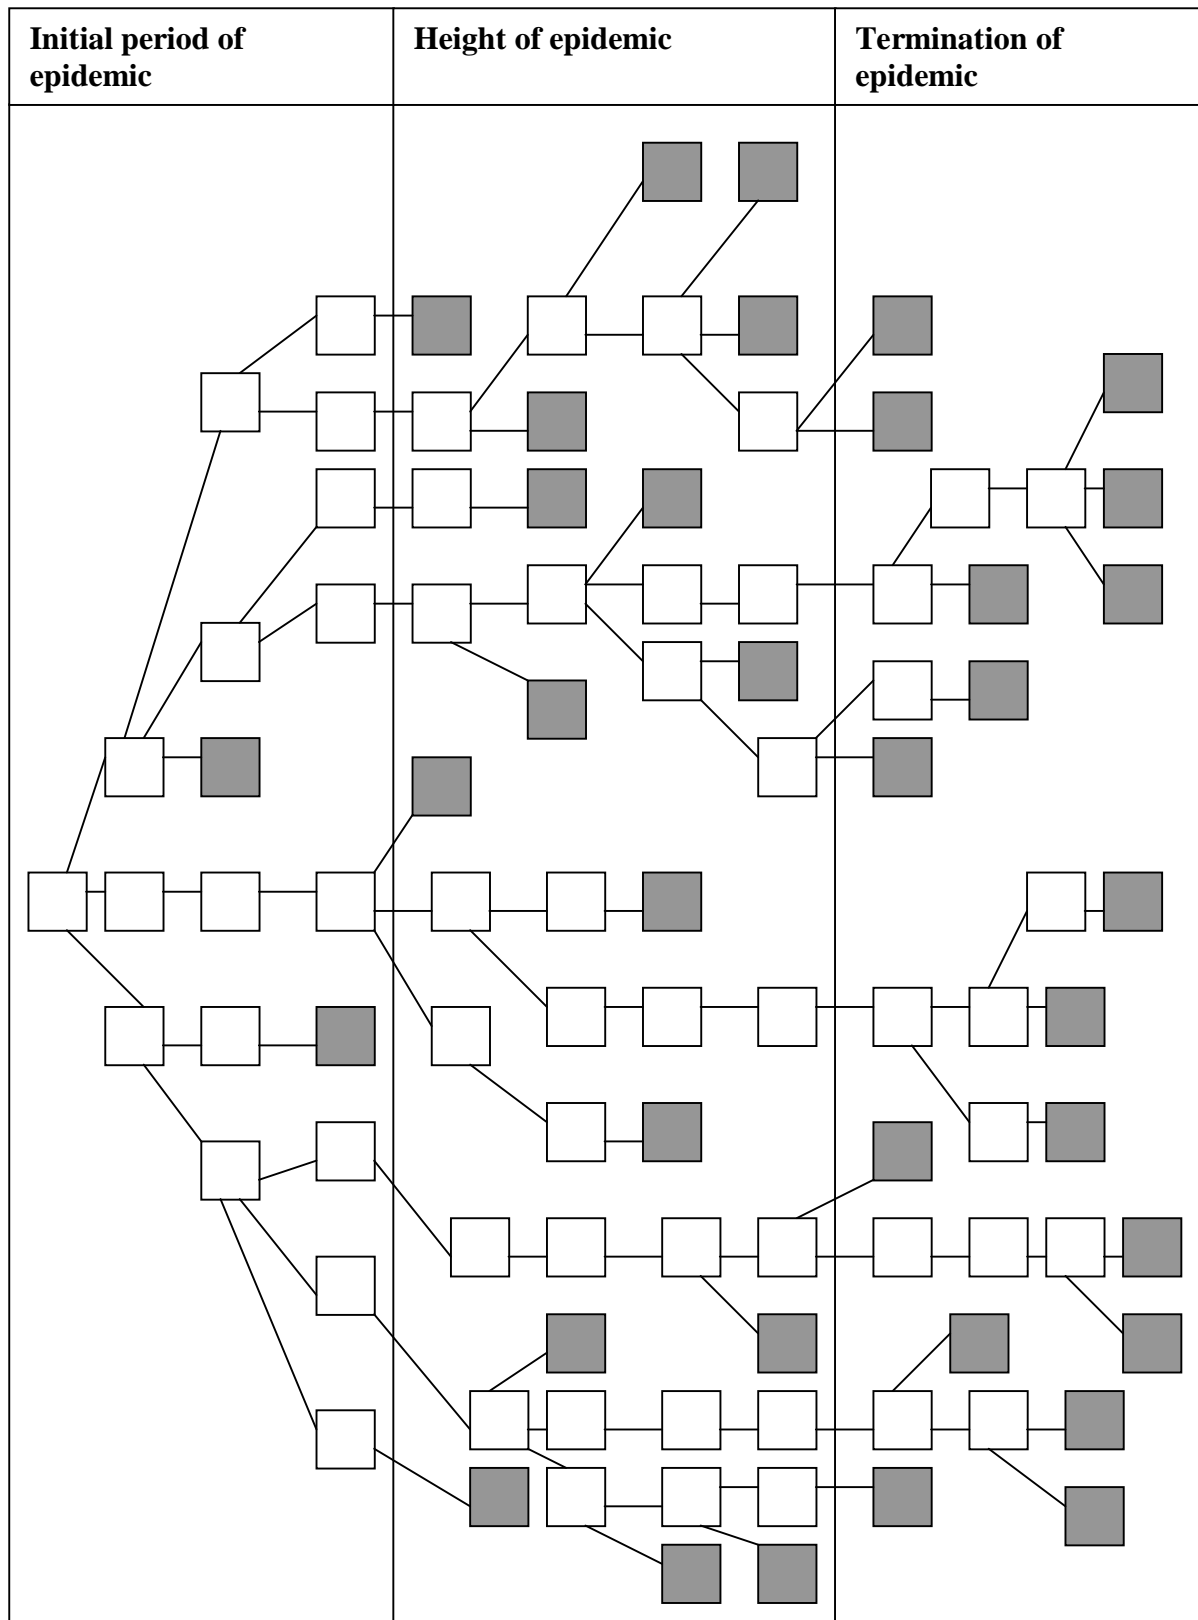 Initial period of
epidemic
Height of epidemic
Termination of
epidemic